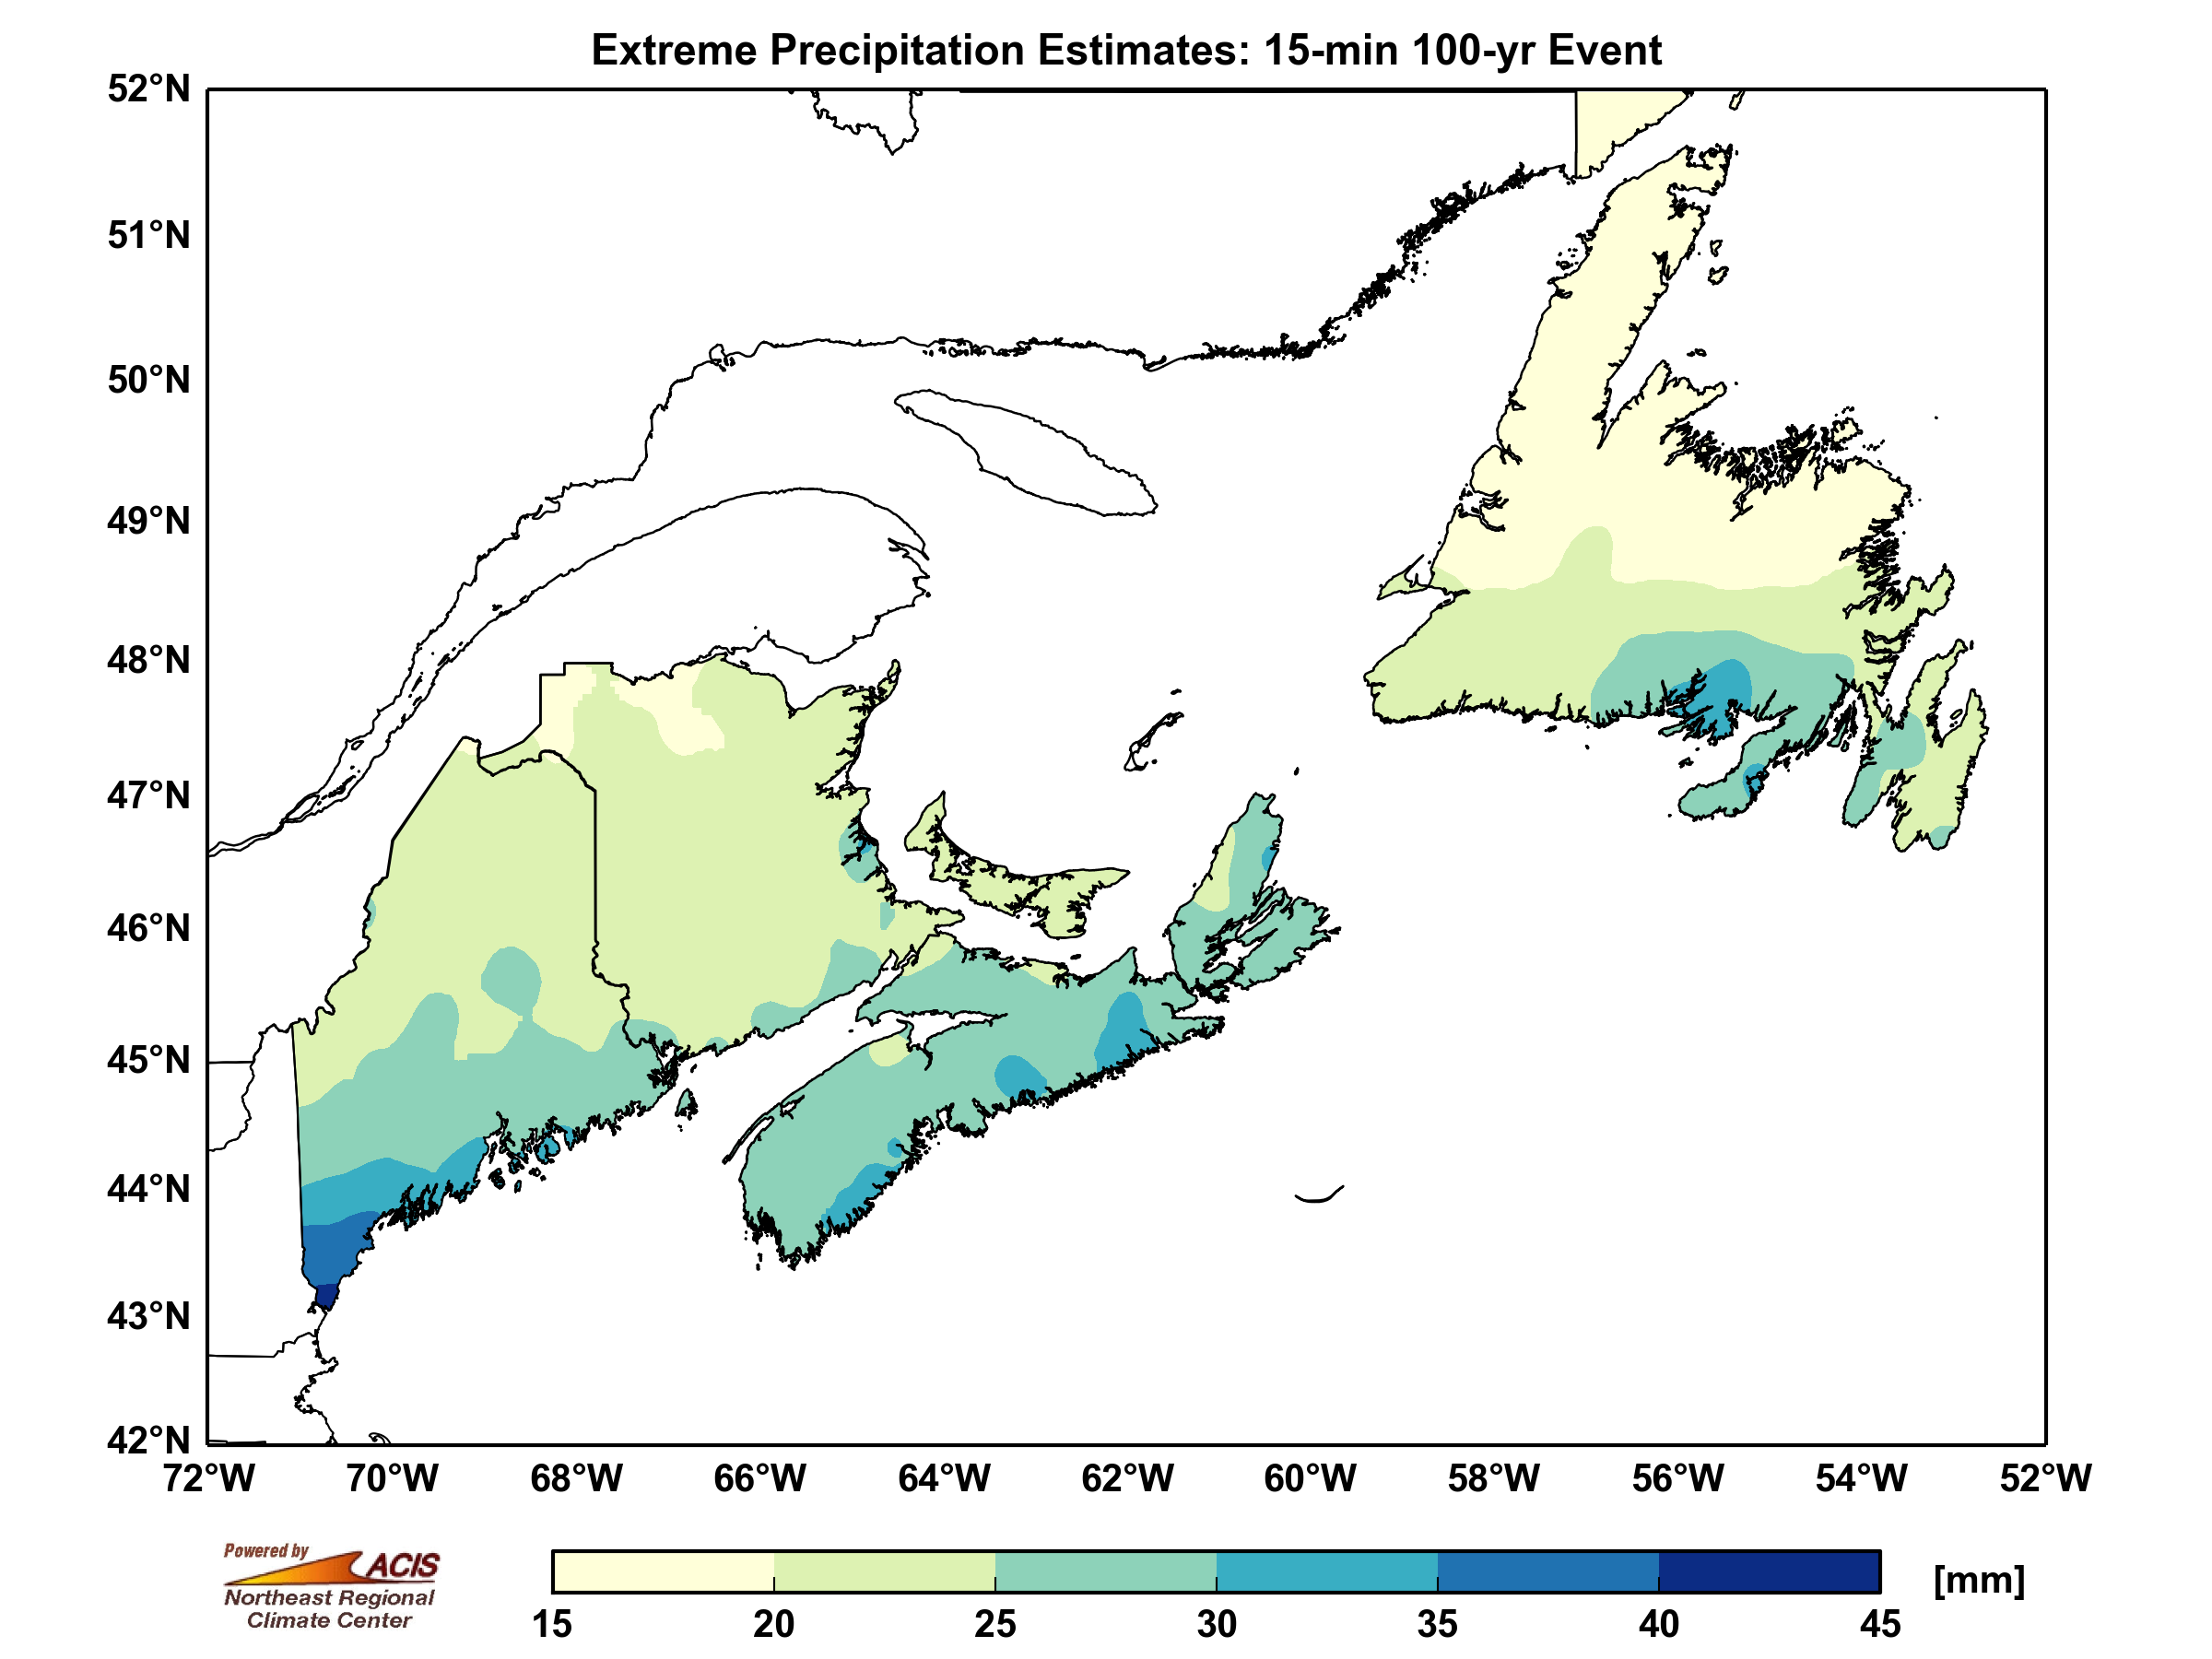 Extreme Precipitation Estimates: 15-min 100-yr Event
52°N
51°N
50°N
49°N
48°N
47°N
46°N
45°N
44°N
43°N
42°N
72°W 70°W 68°W 66°W 64°W 62°W 60°W 58°W 56°W 54°W 52°W
Powered by
ACIS
Northeast Regional
Climate Center
[mm]
15 20 25 30 35 40 45